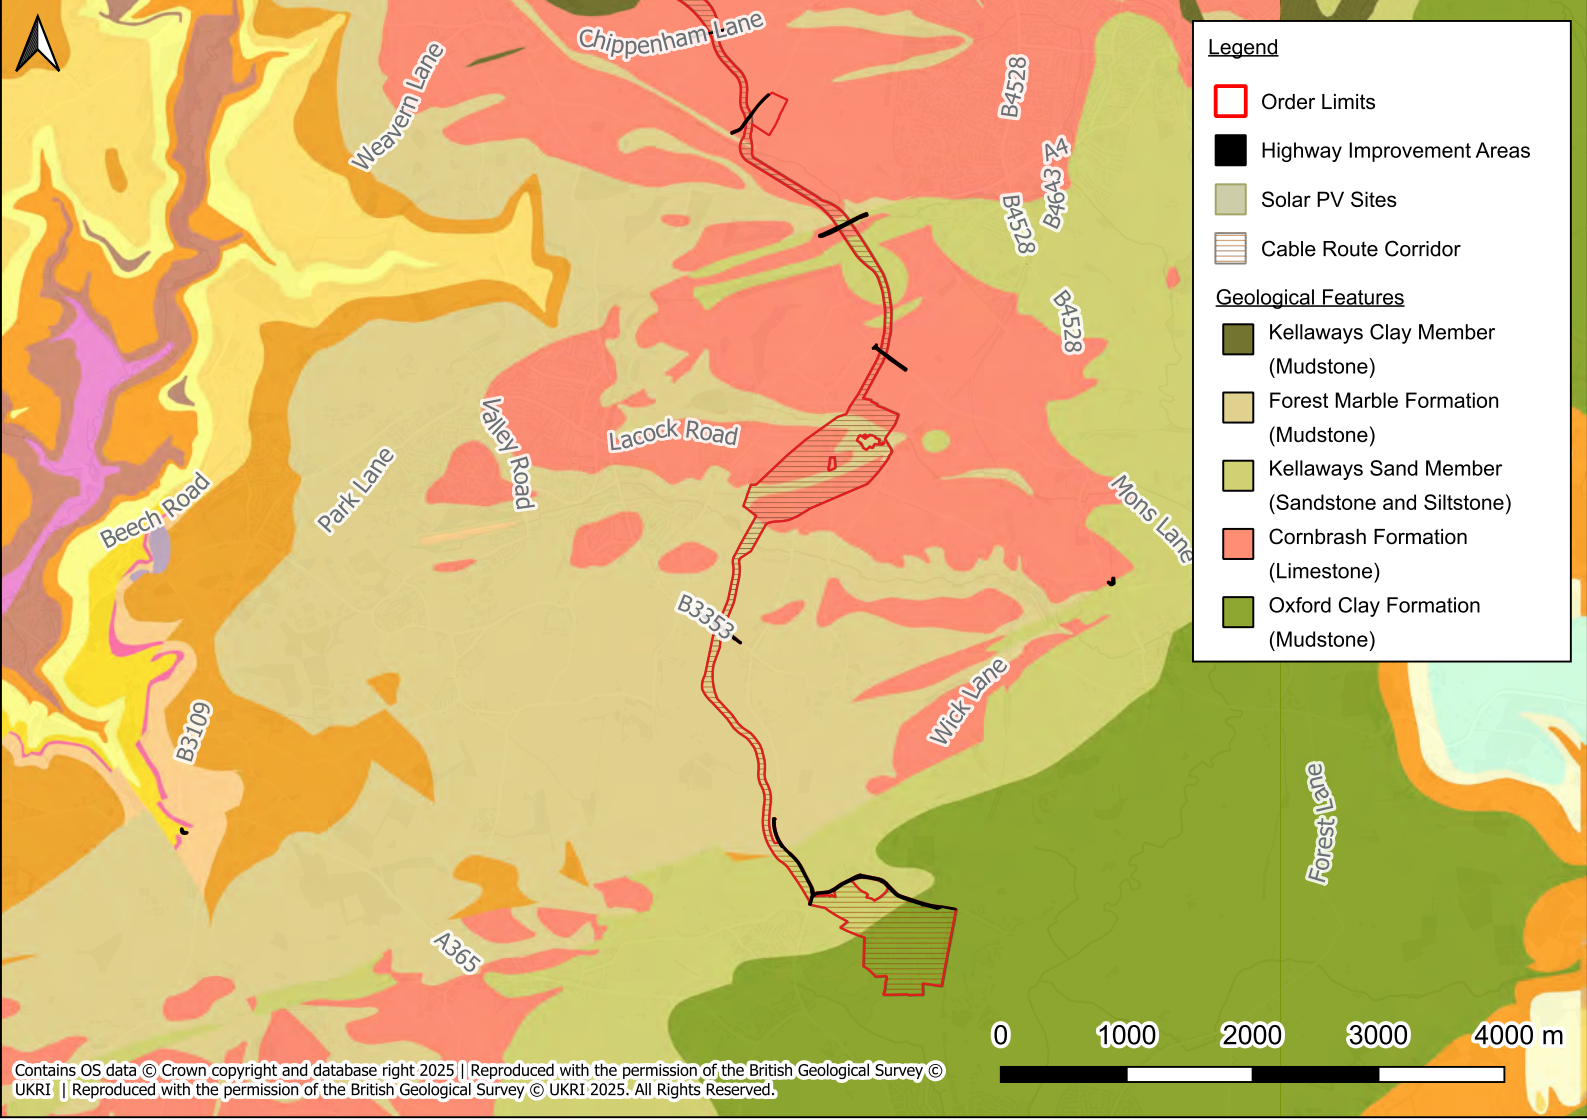 Chippenham Lane
Weavern Lane
B4528
A4
B4643
B4528
B4528
Valley Road
Lacock Road
Park Lane
Beech Road
Mons Lane
B3353
Wick Lane
B3109
Forest Lane
A365
Legend
Order Limits
Highway Improvement Areas
Solar PV Sites
Cable Route Corridor
Geological Features
Kellaways Clay Member
(Mudstone)
Forest Marble Formation
(Mudstone)
Kellaways Sand Member
(Sandstone and Siltstone)
Cornbrash Formation
(Limestone)
Oxford Clay Formation
(Mudstone)
0 1000 2000 3000 4000 m
Contains OS data © Crown copyright and database right 2025 | Reproduced with the permission of the British Geological Survey ©
UKRI | Reproduced with the permission of the British Geological Survey © UKRI 2025. All Rights Reserved.